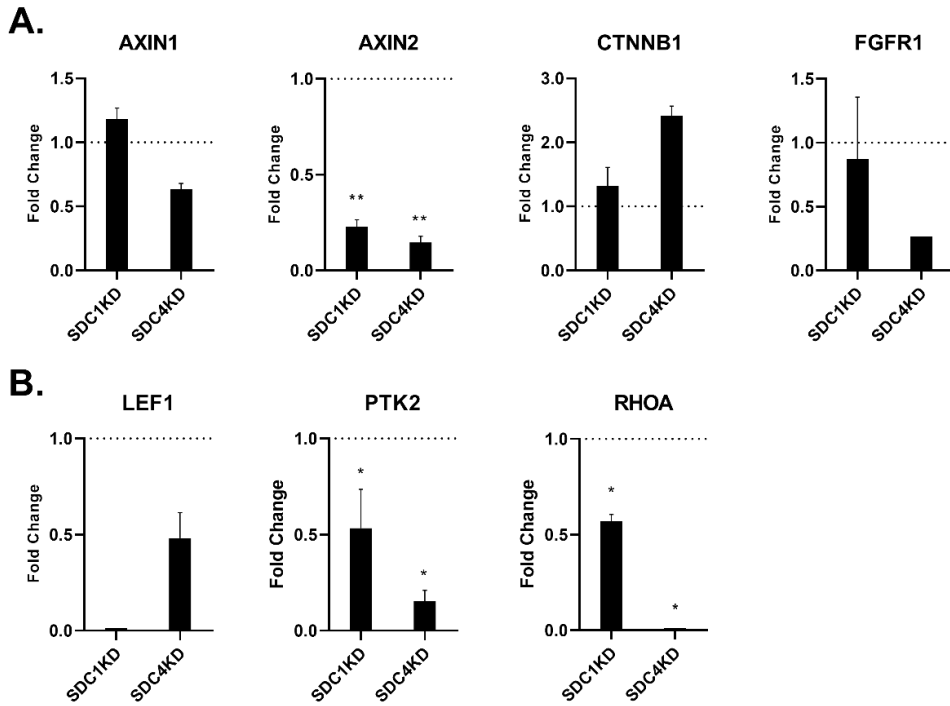 A.
AXIN1
AXIN2
CTNNB1
FGFR1
Fold Change
1.5
1.0
0.5
0.0
SDC1KD
SDC4KD
Fold Change
1.0
0.5
0.0
**
**
SDC1KD
SDC4KD
Fold Change
3.0
2.0
1.0
0.0
SDC1KD
SDC4KD
Fold Change
1.5
1.0
0.5
0.0
SDC1KD
SDC4KD
B.
LEF1
PTK2
RHOA
Fold Change
1.0
0.5
0.0
SDC1KD
SDC4KD
Fold Change
1.0
0.5
0.0
*
*
SDC1KD
SDC4KD
Fold Change
1.0
0.5
0.0
*
*
SDC1KD
SDC4KD